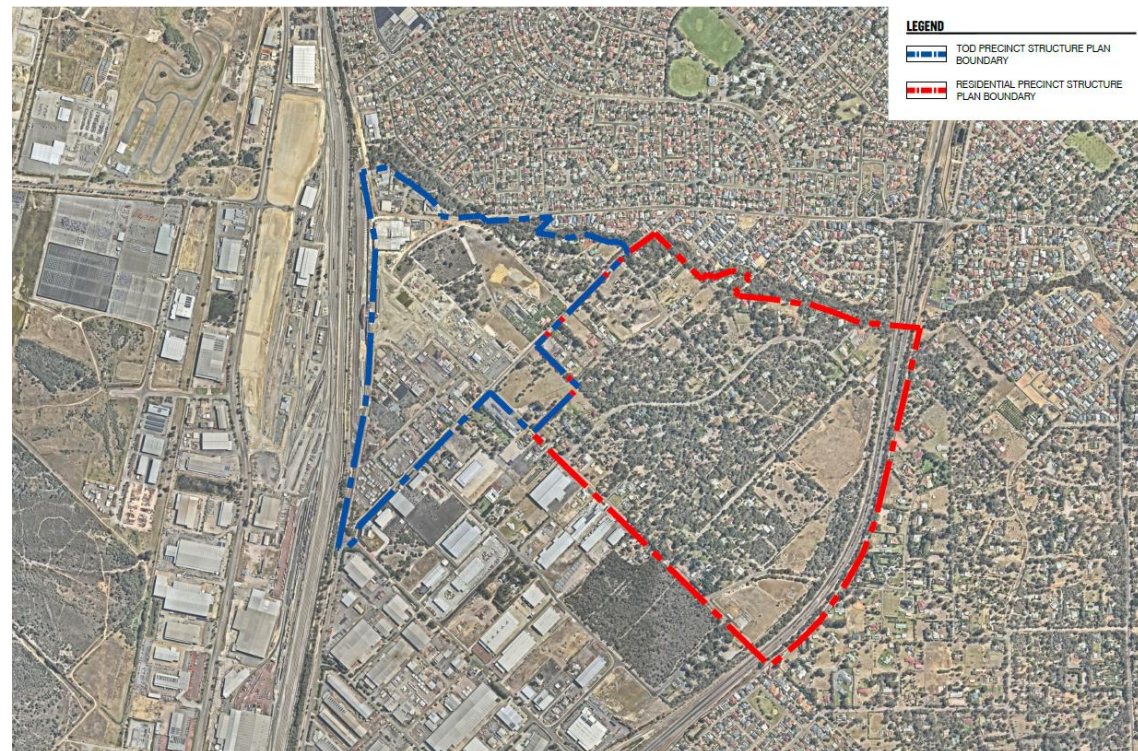 LEGEND
TOD PRECINCT STRUCTURE PLAN
BOUNDARY
RESIDENTIAL PRECINCT STRUCTURE
PLAN BOUNDARY